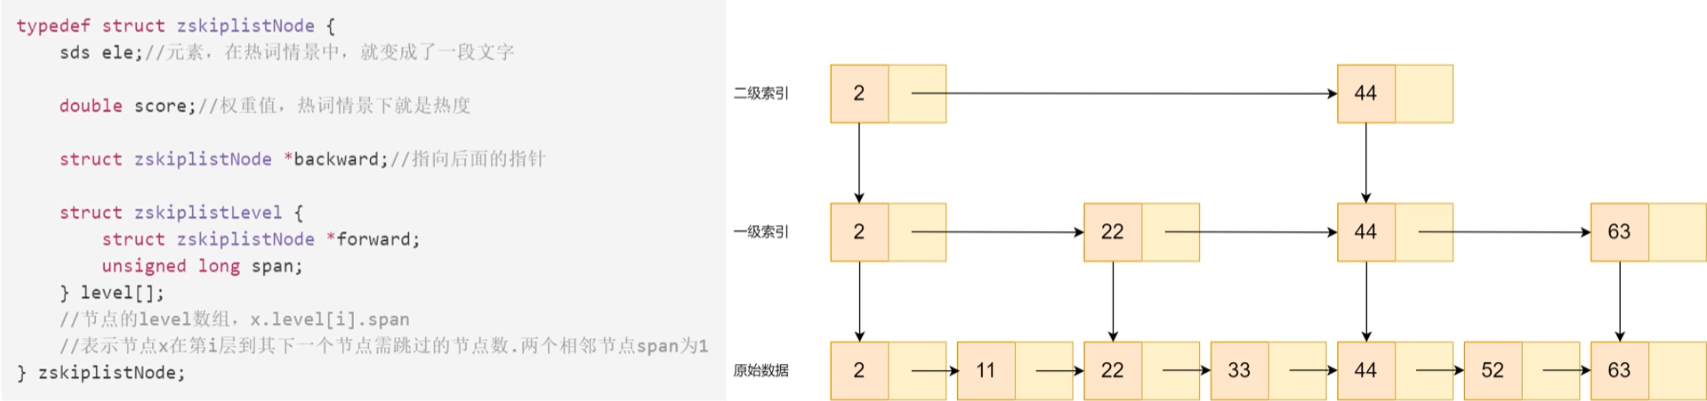 typedef struct zskiplistNode {
sds ele;//元素，在热词情景中，就变成了一段文字
double score;//权重值，热词情景下就是热度
struct zskiplistNode *backward;//指向后面的指针
struct zskiplistLevel {
struct zskiplistNode *forward;
unsigned long span;
} level[];
//节点的level数组，x.level[i].span
//表示节点x在第i层到其下一个节点需跳过的节点数.两个相邻节点span为1
} zskiplistNode;
二级索引 2 44
一级索引 2 22 44 63
原始数据 2 11 22 33 44 52 63